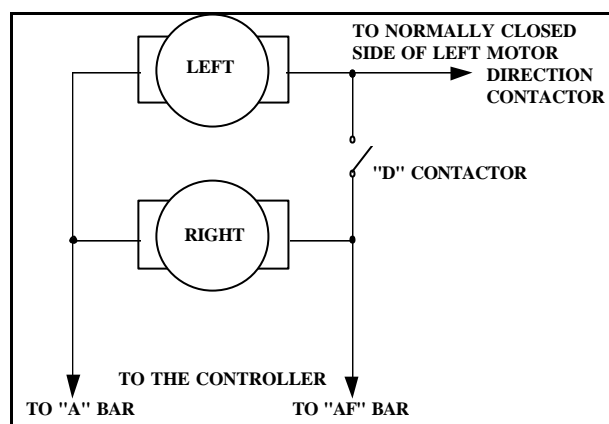 TO NORMALLY CLOSED
SIDE OF LEFT MOTOR
DIRECTION
CONTACTOR
LEFT
"D" CONTACTOR
RIGHT
TO THE CONTROLLER
TO "A" BAR
TO "AF" BAR